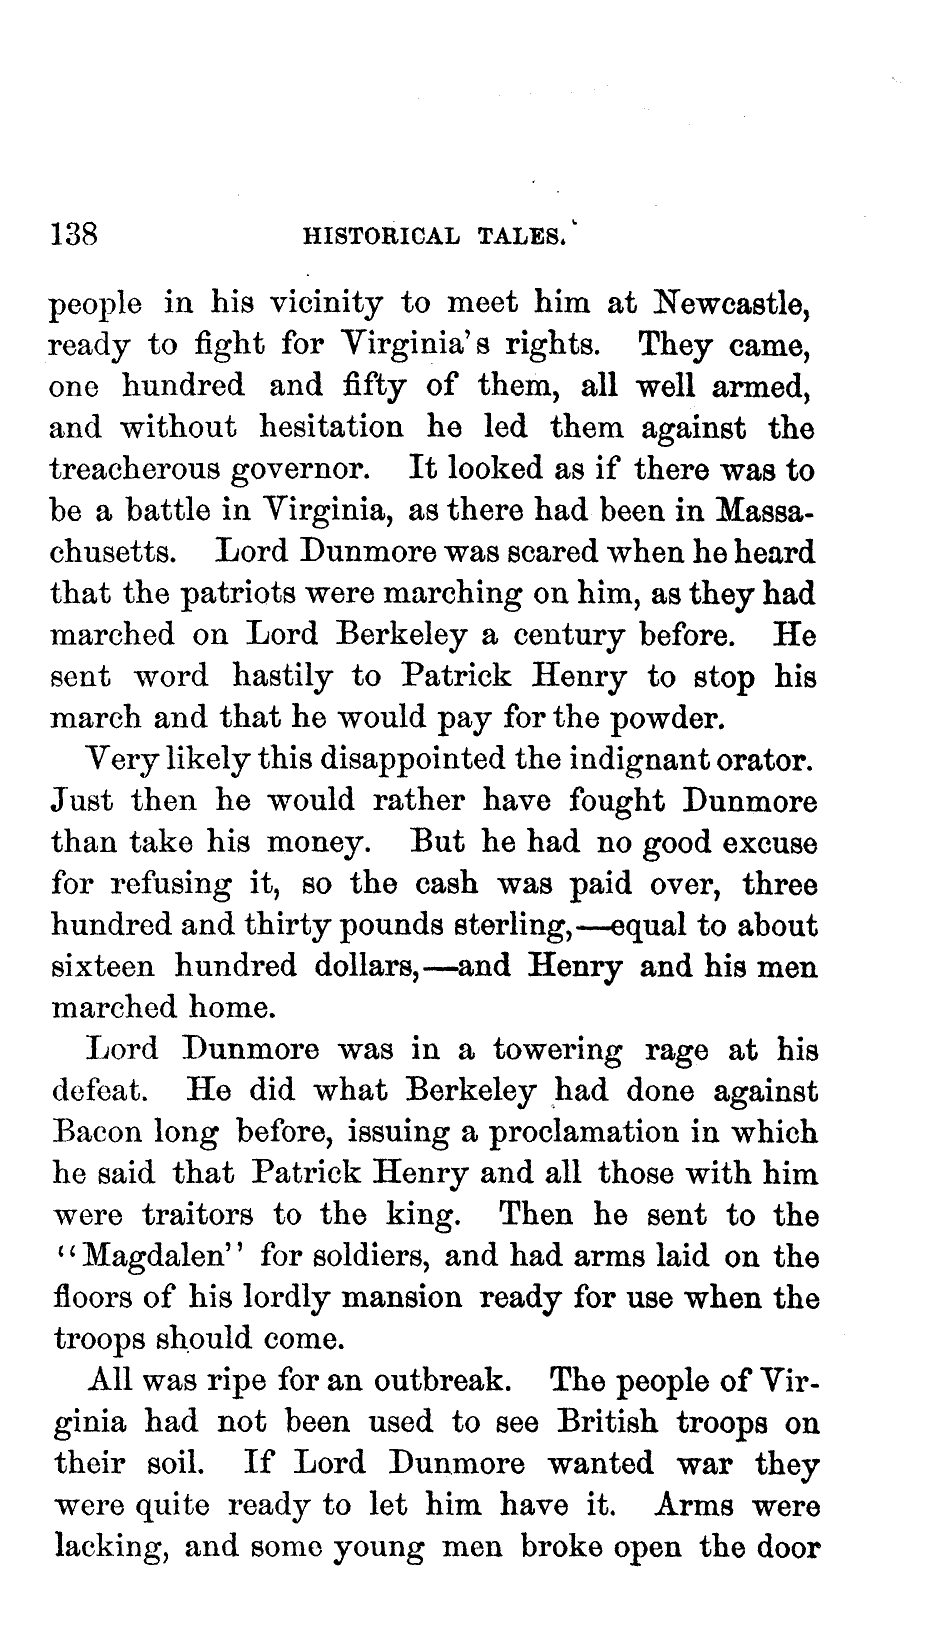 138 HISTORICAL TALES.
people in his vicinity to meet him at Newcastle,
ready to fight for Virginia's rights. They came,
one hundred and fifty of them, all well armed,
and without hesitation he led them against the
treacherous governor. It looked as if there was to
be a battle in Virginia, as there had been in Massa-
chusetts. Lord Dunmore was scared when he heard
that the patriots were marching on him, as they had
marched on Lord Berkeley a century before. He
sent word hastily to Patrick Henry to stop his
march and that he would pay for the powder.
Very likely this disappointed the indignant orator.
Just then he would rather have fought Dunmore
than take his money. But he had no good excuse
for refusing it, so the cash was paid over, three
hundred and thirty pounds sterling,—equal to about
sixteen hundred dollars,—and Henry and his men
marched home.
Lord Dunmore was in a towering rage at his
defeat. He did what Berkeley had done against
Bacon long before, issuing a proclamation in which
he said that Patrick Henry and all those with him
were traitors to the king. Then he sent to the
"Magdalen" for soldiers, and had arms laid on the
floors of his lordly mansion ready for use when the
troops should come.
All was ripe for an outbreak. The people of Vir-
ginia had not been used to see British troops on
their soil. If Lord Dunmore wanted war they
were quite ready to let him have it. Arms were
lacking, and some young men broke open the door